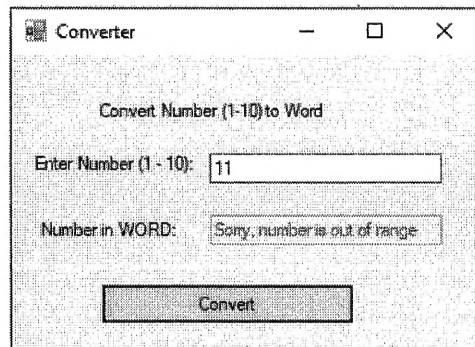 Converter
Convert Number (1-10) to Word
Enter Number (1 - 10): 11
Number in WORD: Sorry, number is out of range
Convert